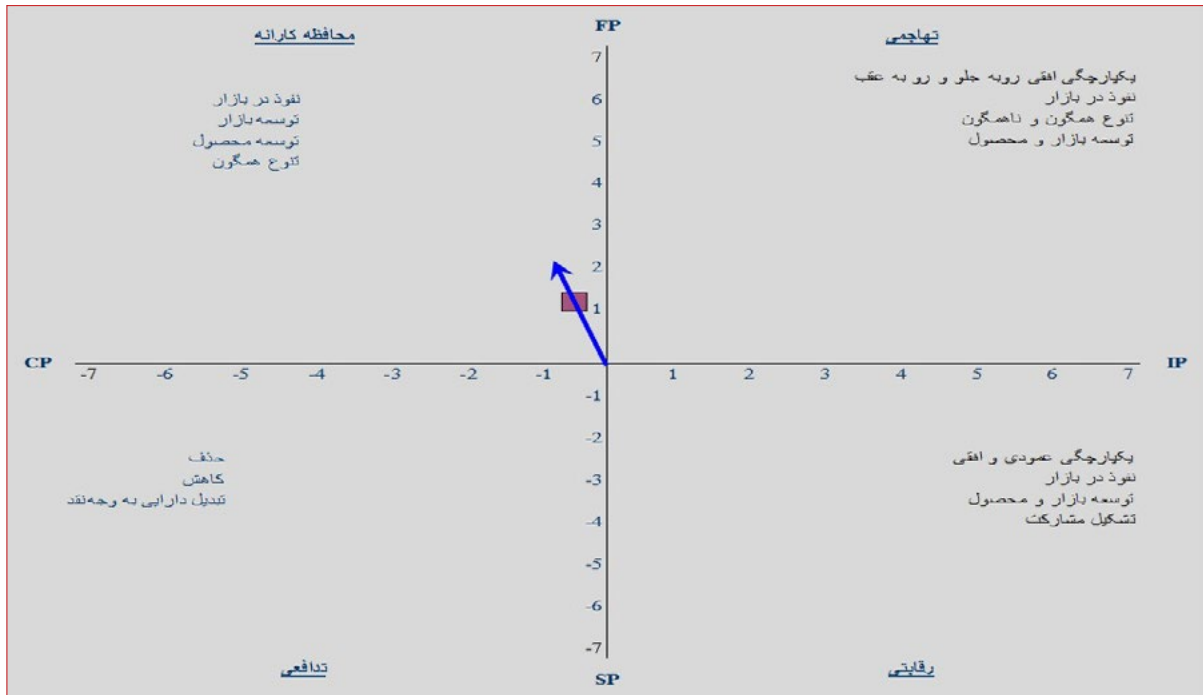 FP
تهاجمی
محافظه کارانه
یکپارچگی افقی روبه جلو و رو به عقب
نفوذ در بازار
تنوع همگون و ناهمگون
توسعه بازار و محصول
نفوذ در بازار
توسعه بازار
توسعه محصول
تنوع همگون
7
6
5
4
3
2
1
CP
-7 -6 -5 -4 -3 -2 -1 1 2 3 4 5 6 7
IP
-1
-2
-3
-4
-5
-6
-7
یکپارچگی عمودی و افقی
نفوذ در بازار
توسعه بازار و محصول
تشکیل مشارکت
حذف
کاهش
تبدیل دارایی به وجه‌نقد
رقابتی
تدافعی
SP